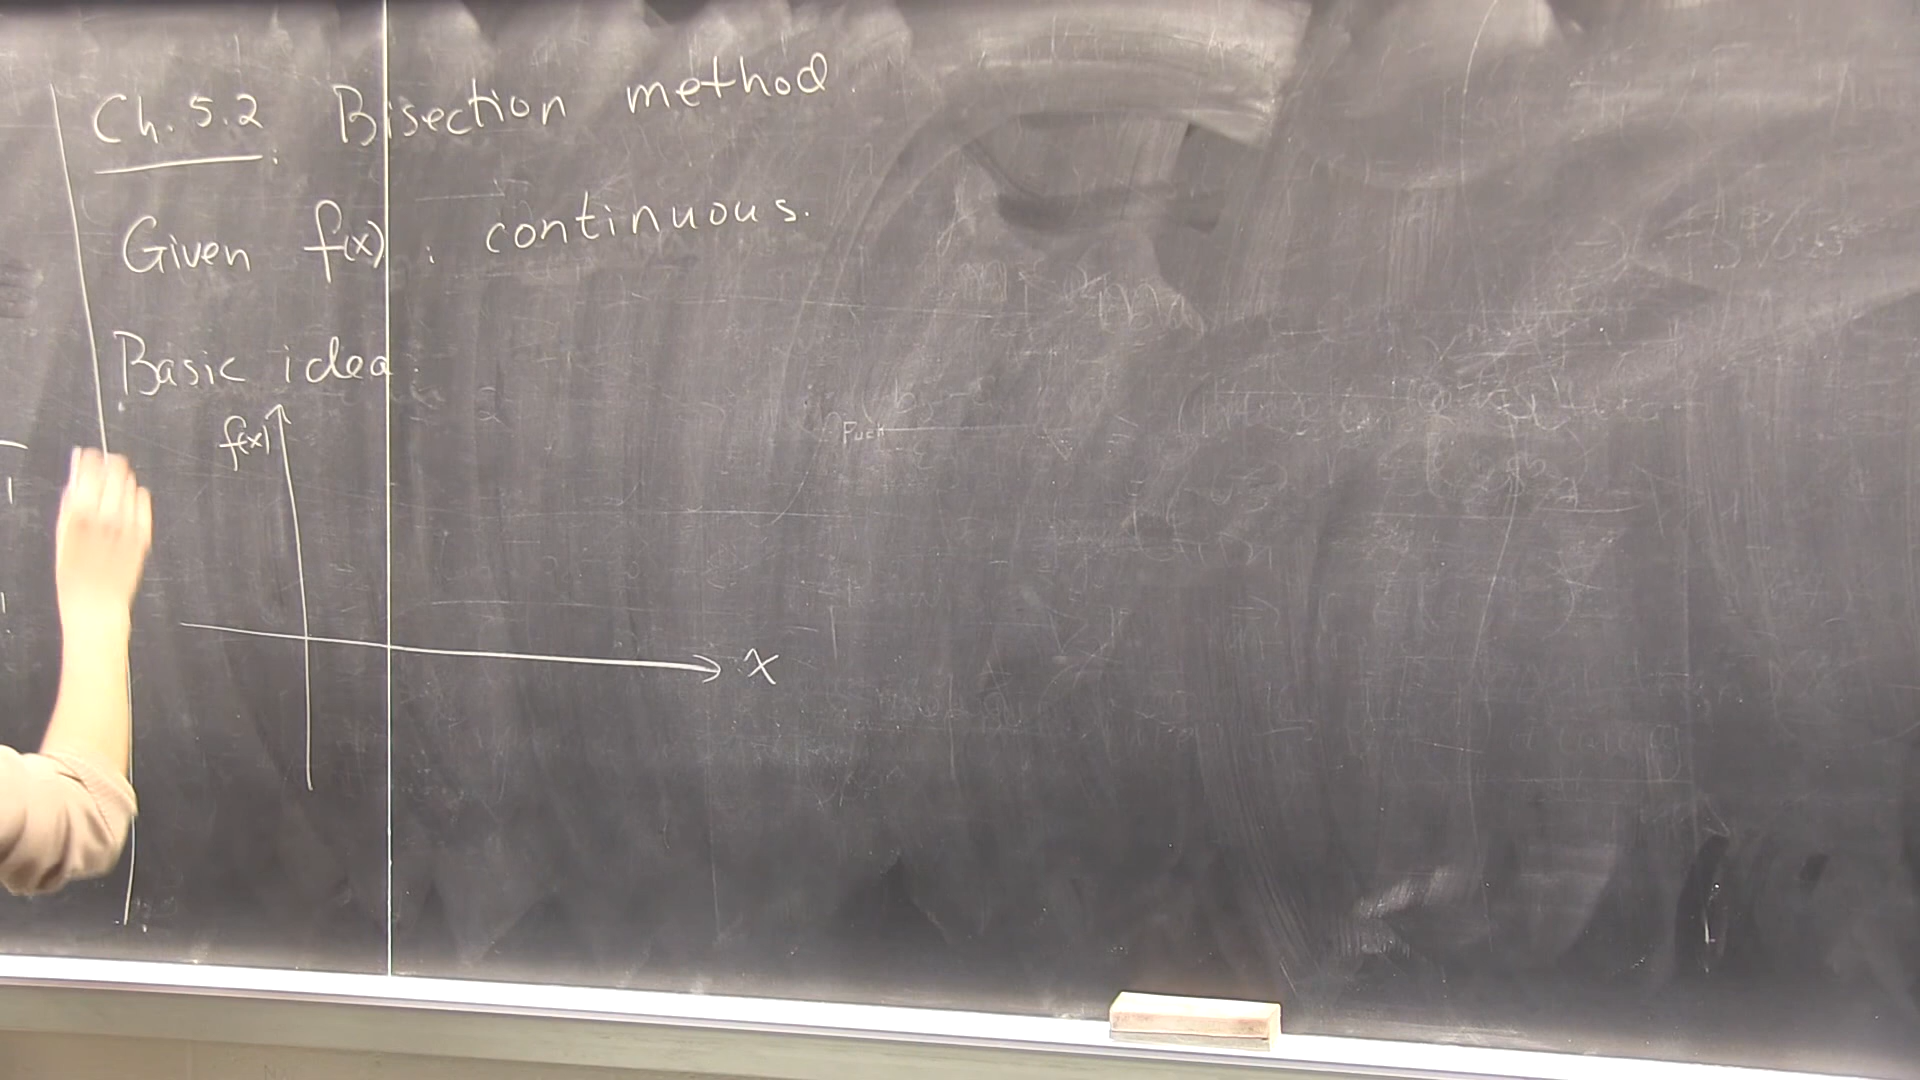 Ch. 5.2. Bisection method.
Given f(x) : continuous.
Basic idea:
f(x)
x